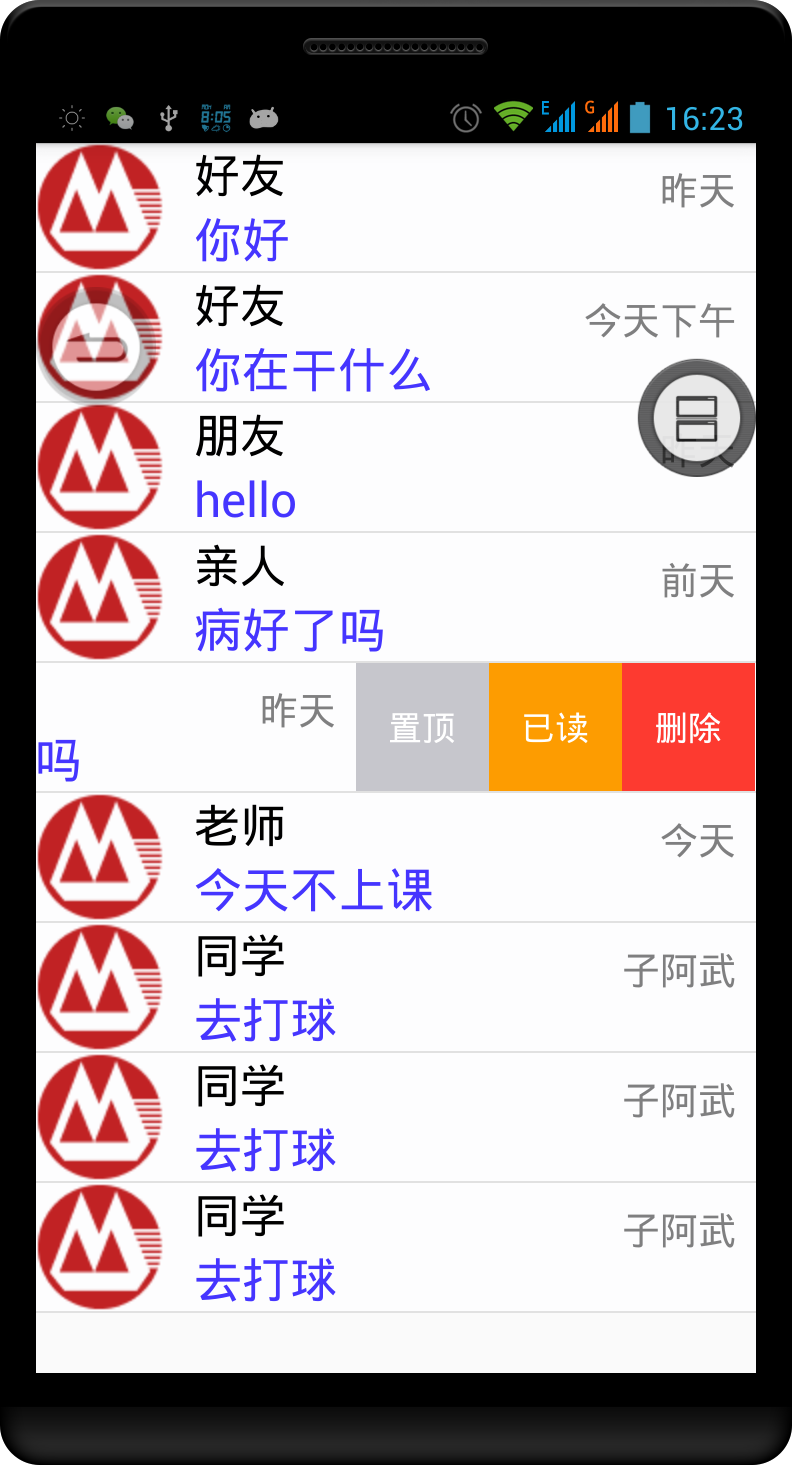 8:05
E
G
16:23
好友
昨天
你好
好友
今天下午
你在干什么
朋友
昨天
hello
亲人
前天
病好了吗
昨天
吗
置顶
已读
删除
老师
今天
今天不上课
同学
子阿武
去打球
同学
子阿武
去打球
同学
子阿武
去打球